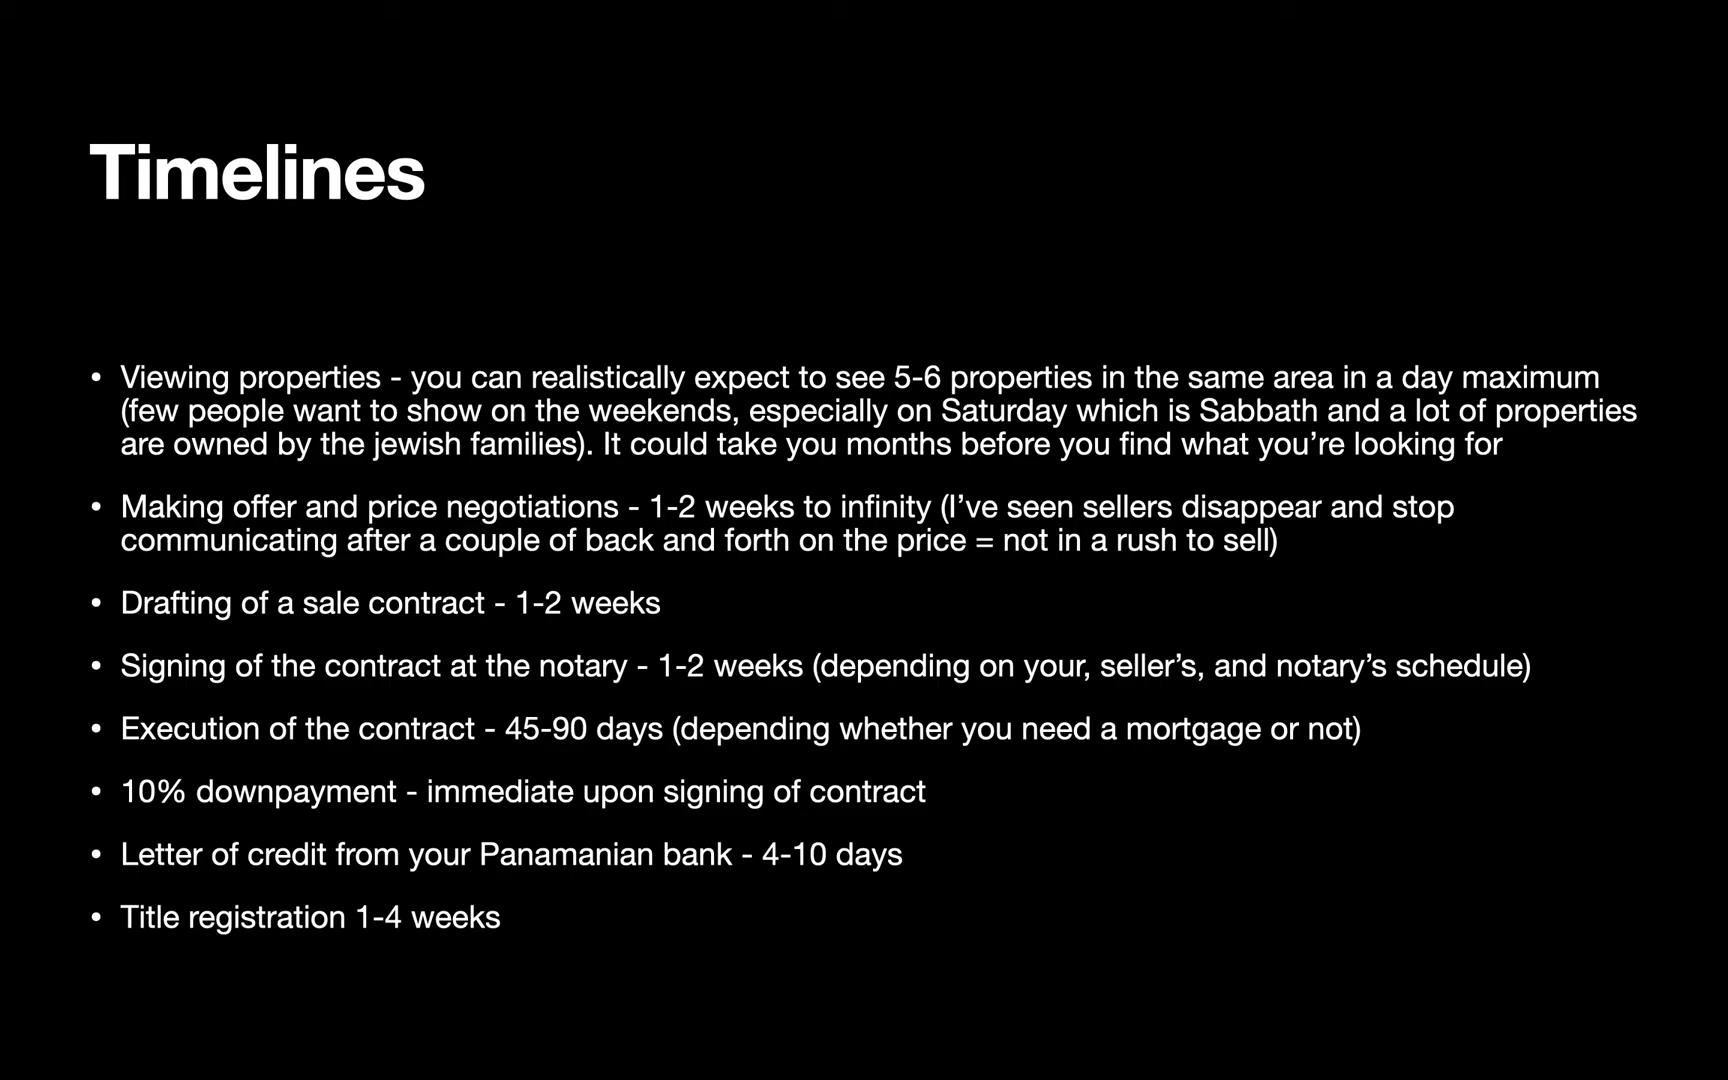 Timelines
• Viewing properties - you can realistically expect to see 5-6 properties in the same area in a day maximum
(few people want to show on the weekends, especially on Saturday which is Sabbath and a lot of properties
are owned by the jewish families). It could take you months before you find what you’re looking for
• Making offer and price negotiations - 1-2 weeks to infinity (I’ve seen sellers disappear and stop
communicating after a couple of back and forth on the price = not in a rush to sell)
• Drafting of a sale contract - 1-2 weeks
• Signing of the contract at the notary - 1-2 weeks (depending on your, seller’s, and notary’s schedule)
• Execution of the contract - 45-90 days (depending whether you need a mortgage or not)
• 10% downpayment - immediate upon signing of contract
• Letter of credit from your Panamanian bank - 4-10 days
• Title registration 1-4 weeks